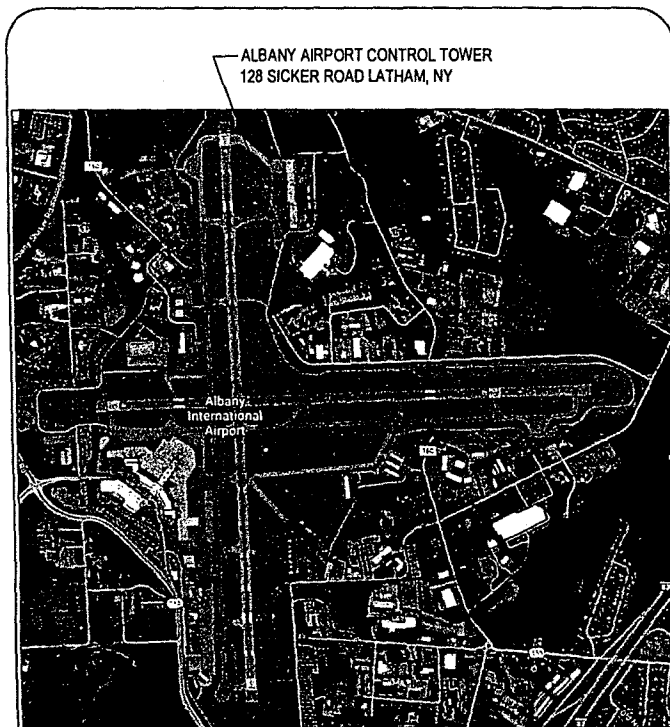 ALBANY AIRPORT CONTROL TOWER
128 SICKER ROAD LATHAM, NY
Albany
International
Airport